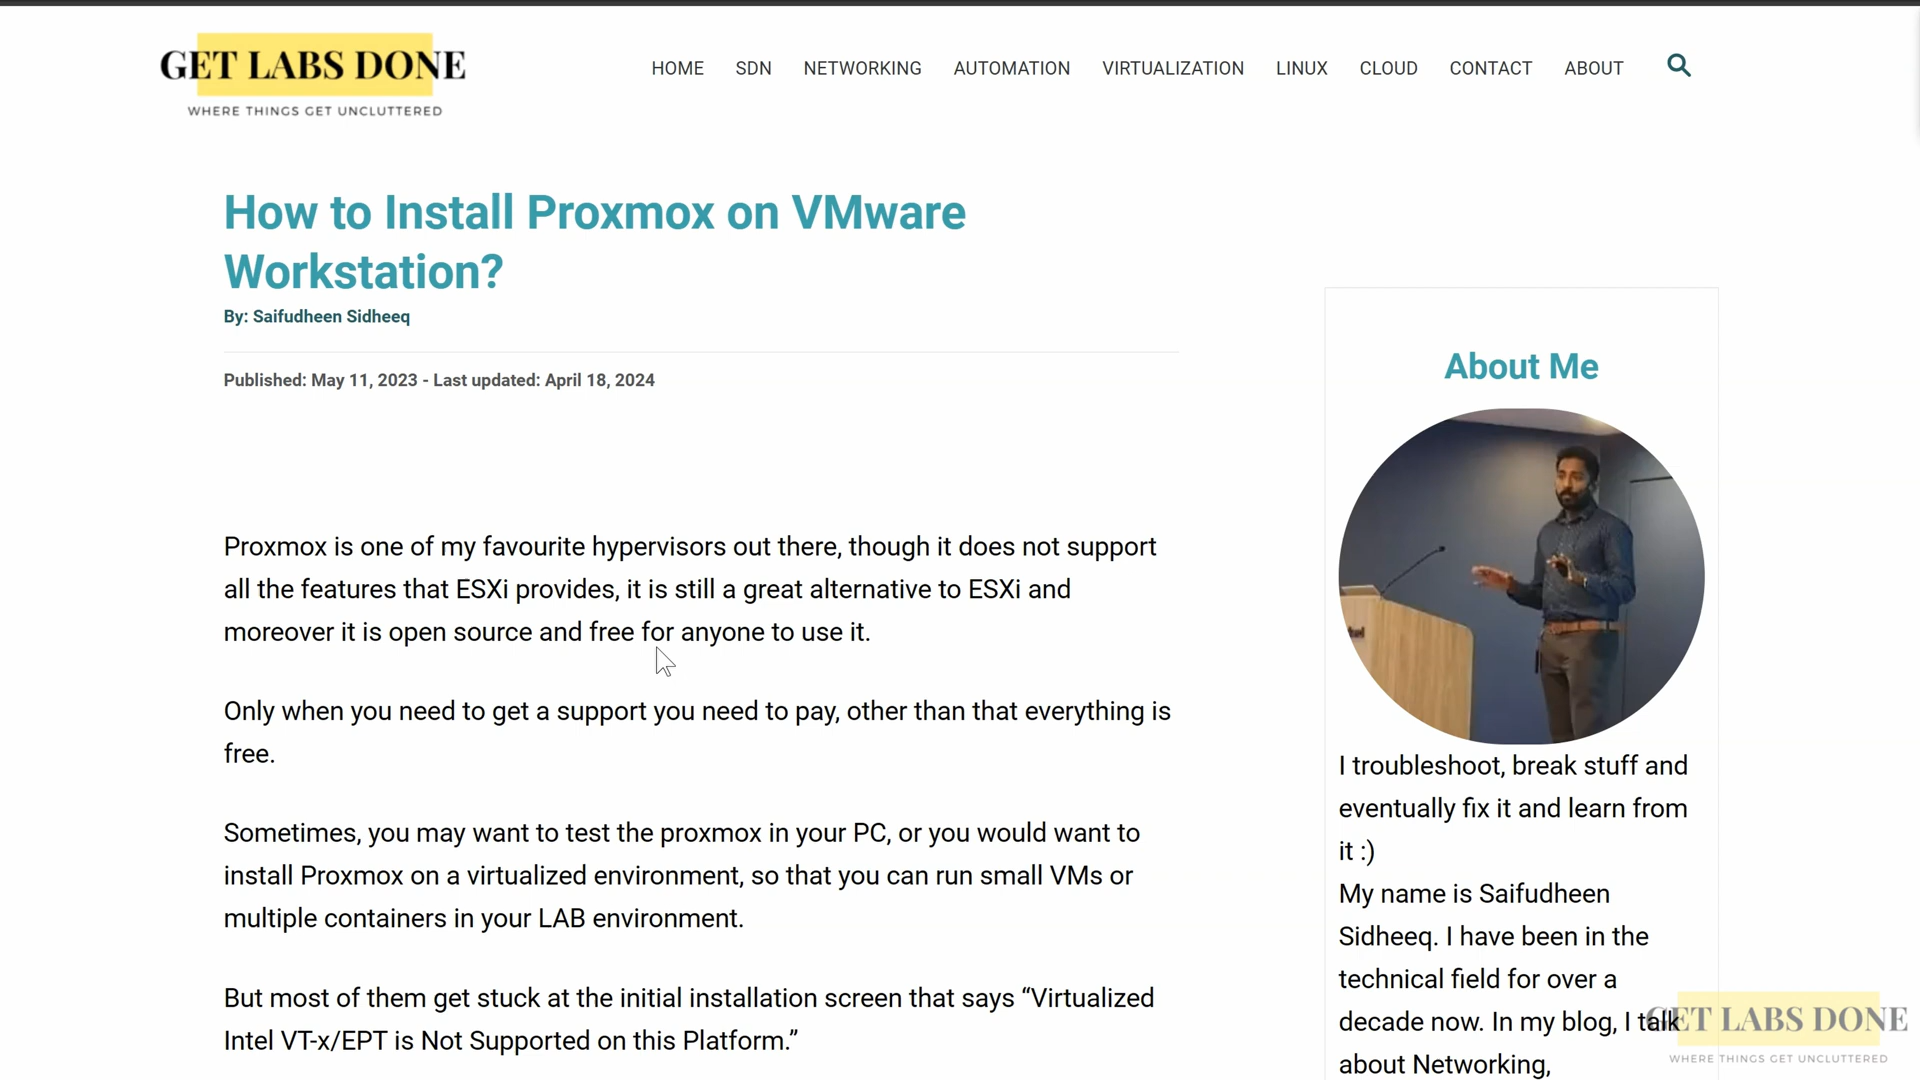 GET LABS DONE
WHERE THINGS GET UNCLUTTERED
HOME SDN NETWORKING AUTOMATION VIRTUALIZATION LINUX CLOUD CONTACT ABOUT
How to Install Proxmox on VMware
Workstation?
By: Saifudheen Sidheeq
Published: May 11, 2023 - Last updated: April 18, 2024
Proxmox is one of my favourite hypervisors out there, though it does not support
all the features that ESXi provides, it is still a great alternative to ESXi and
moreover it is open source and free for anyone to use it.
Only when you need to get a support you need to pay, other than that everything is
free.
Sometimes, you may want to test the proxmox in your PC, or you would want to
install Proxmox on a virtualized environment, so that you can run small VMs or
multiple containers in your LAB environment.
But most of them get stuck at the initial installation screen that says “Virtualized
Intel VT-x/EPT is Not Supported on this Platform.”
About Me
I troubleshoot, break stuff and
eventually fix it and learn from
it :)
My name is Saifudheen
Sidheeq. I have been in the
technical field for over a
decade now. In my blog, I talk
about Networking,
GET LABS DONE
WHERE THINGS GET UNCLUTTERED